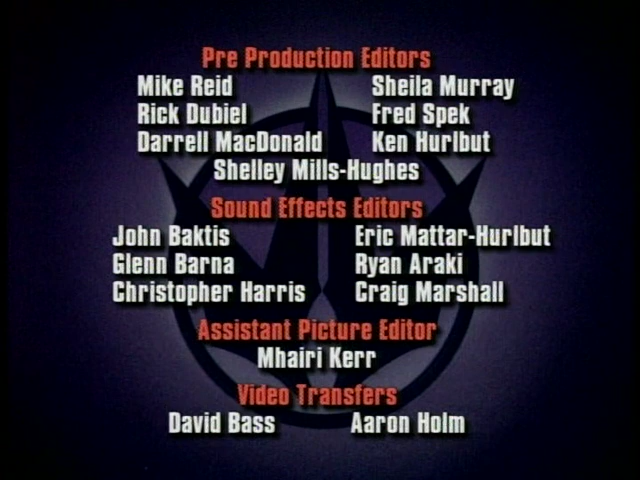 Pre Production Editors
Mike Reid Sheila Murray
Rick Dubiel Fred Spek
Darrell MacDonald Ken Hurlbut
Shelley Mills-Hughes
Sound Effects Editors
John Baktis Eric Mattar-Hurlbut
Glenn Barna Ryan Araki
Christopher Harris Craig Marshall
Assistant Picture Editor
Mhairi Kerr
Video Transfers
David Bass Aaron Holm